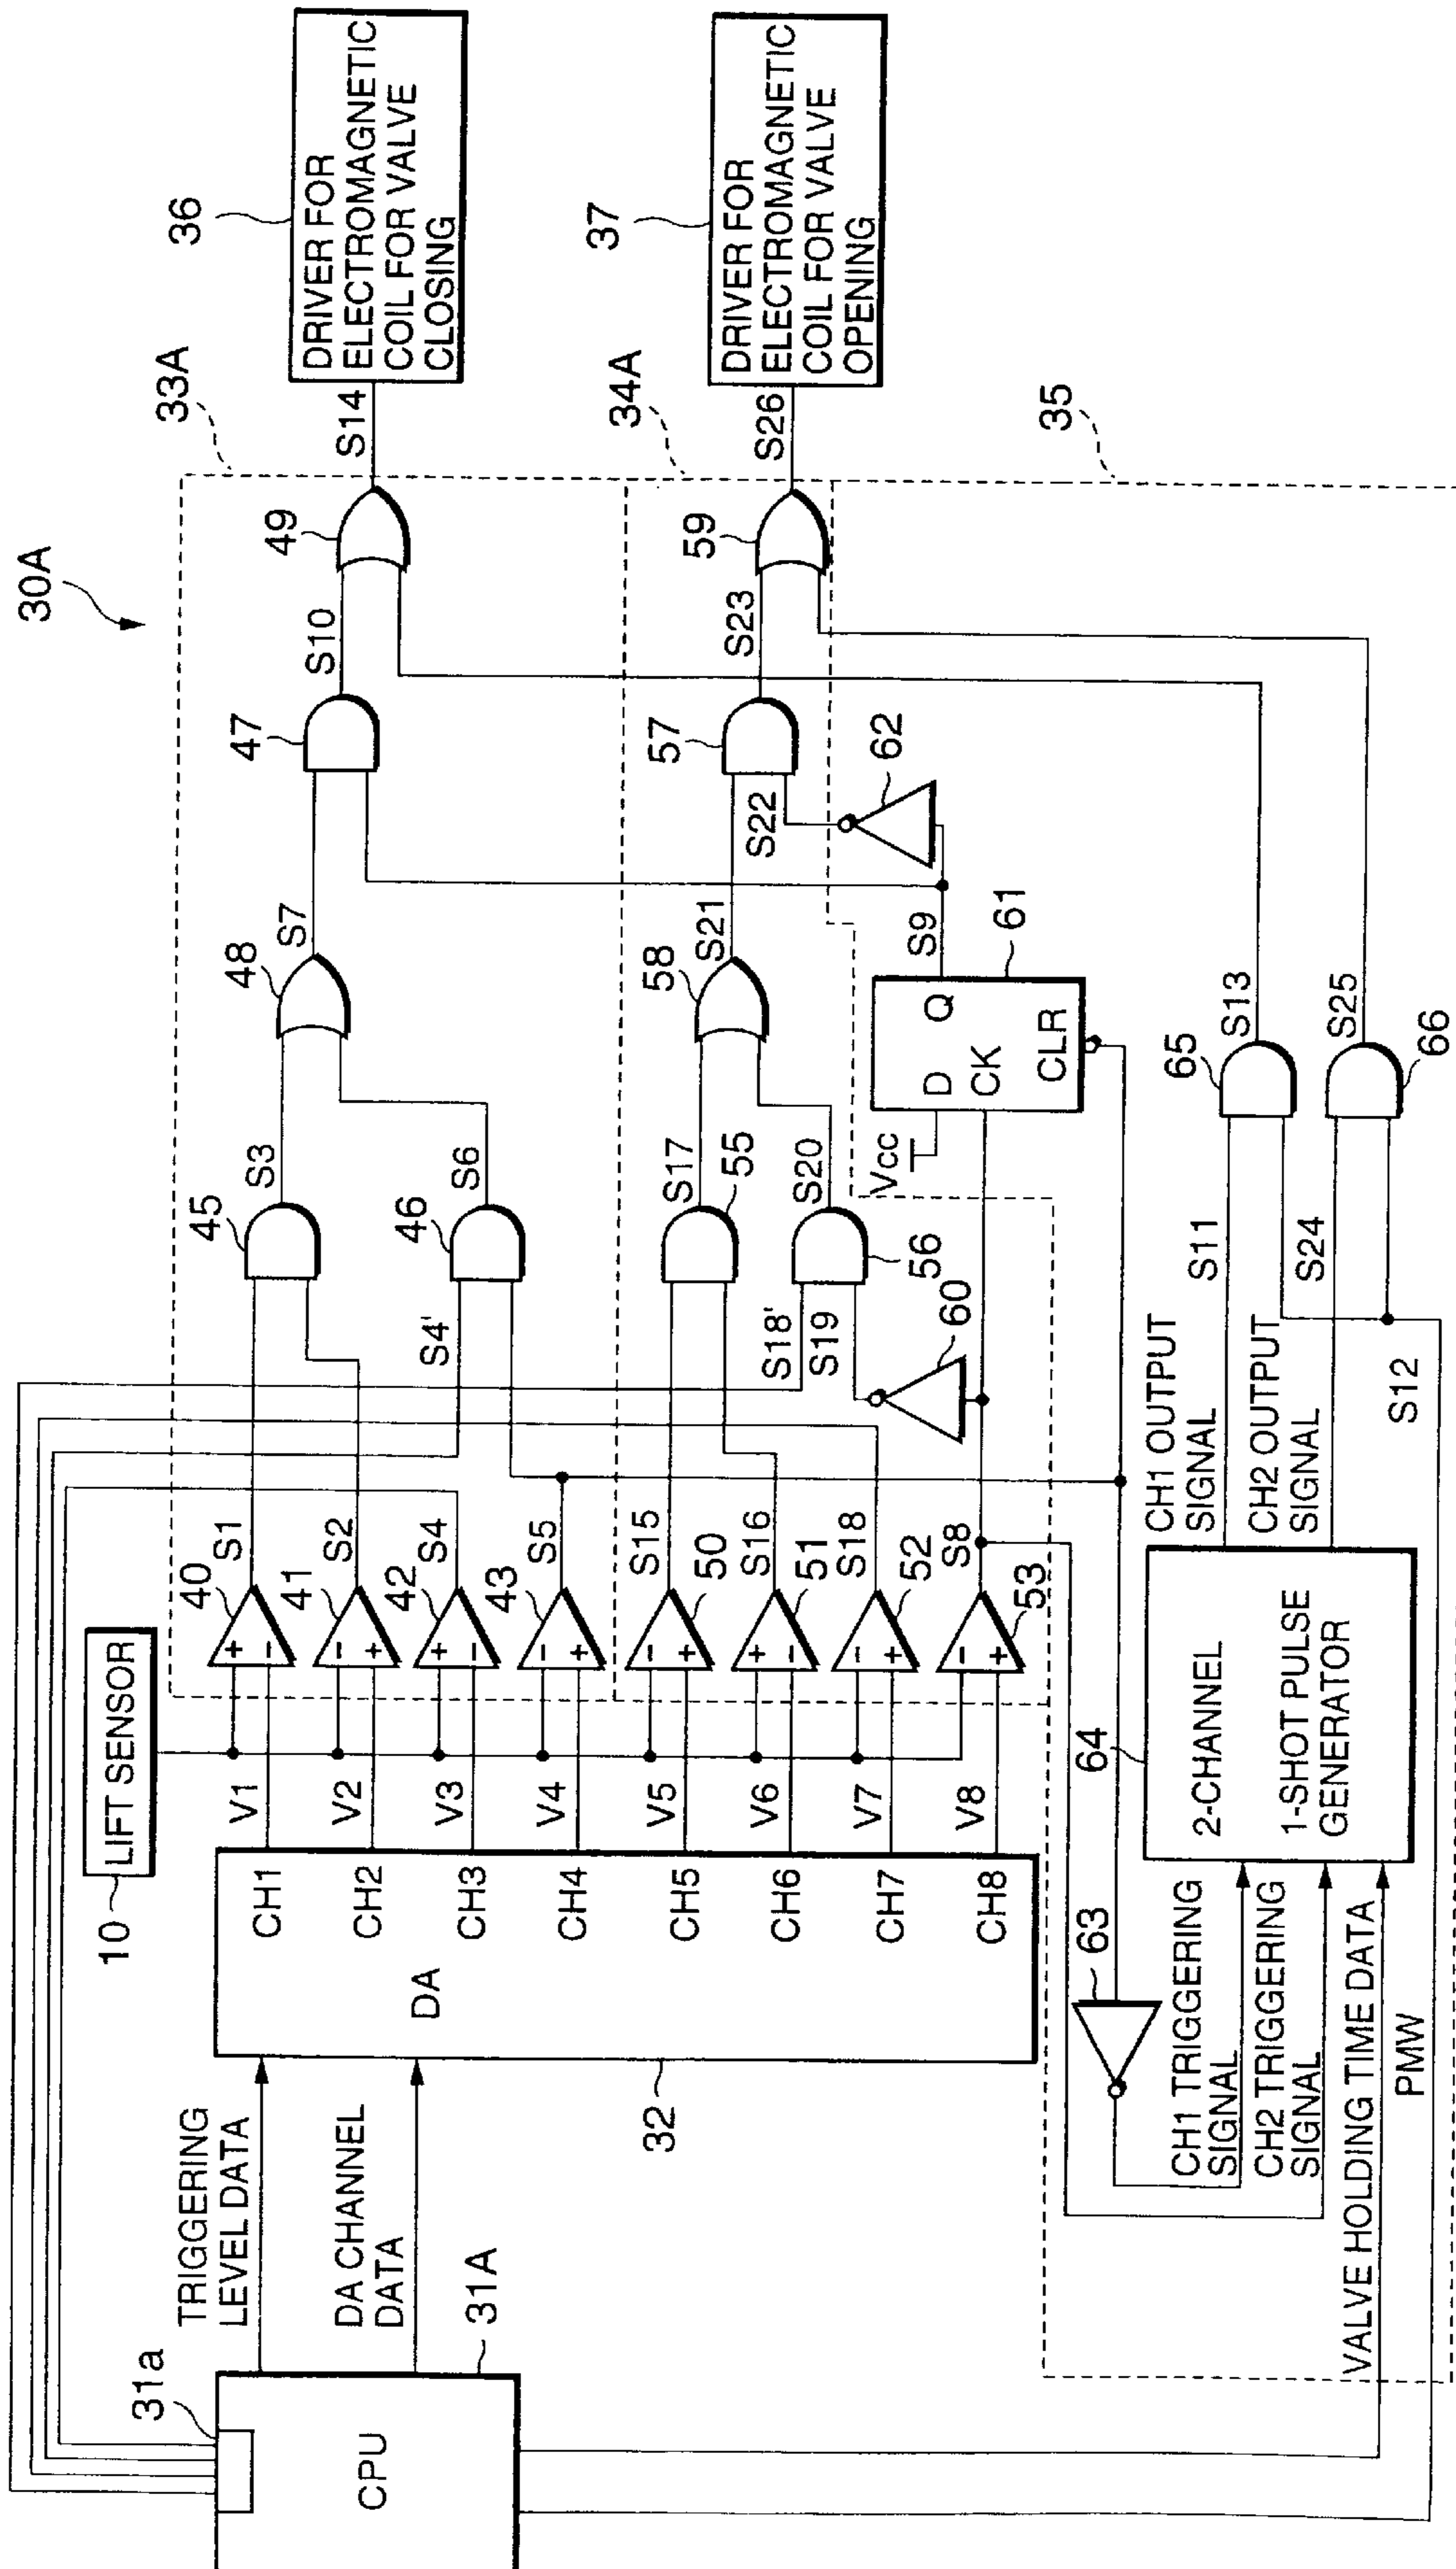 30A
33A
34A
35
36
DRIVER FOR
ELECTROMAGNETIC
COIL FOR VALVE
CLOSING
37
DRIVER FOR
ELECTROMAGNETIC
COIL FOR VALVE
OPENING
S14
S26
49
S10
47
S7
48
S3
45
S6
46
S4'
59
S23
57
S22
62
S21
58
S17
55
S20
56
S18'
S19
60
S9
61
Q
D
CK
CLR
Vcc
S13
65
S25
66
S11
S24
S12
CH1 OUTPUT
SIGNAL
CH2 OUTPUT
SIGNAL
40
S1
+
-
41
S2
-
+
42
S4
+
-
43
S5
-
+
50
S15
-
+
51
S16
+
-
52
S18
-
+
53
S8
-
+
LIFT SENSOR
10
V1
V2
V3
V4
V5
V6
V7
V8
CH1
CH2
CH3
CH4
CH5
CH6
CH7
CH8
DA
32
64
2-CHANNEL
1-SHOT PULSE
GENERATOR
63
CH1 TRIGGERING
SIGNAL
CH2 TRIGGERING
SIGNAL
VALVE HOLDING TIME DATA
PMW
TRIGGERING
LEVEL DATA
DA CHANNEL
DATA
31A
31a
CPU